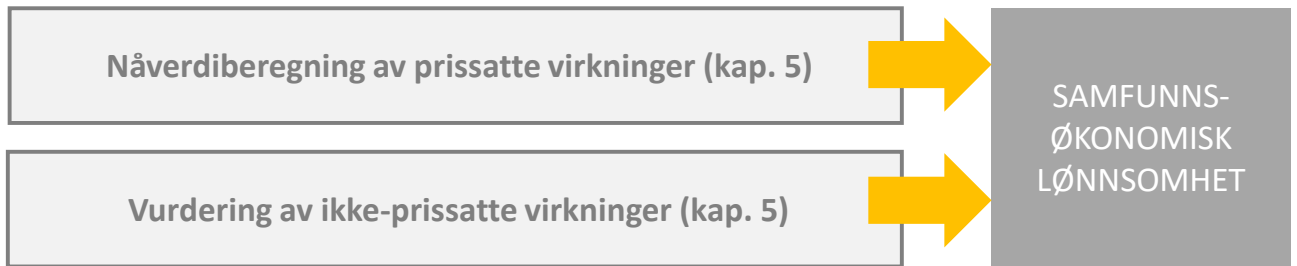 Nåverdiberegning av prissatte virkninger (kap. 5)
Vurdering av ikke-prissatte virkninger (kap. 5)
SAMFUNNS-
ØKONOMISK
LØNNSOMHET